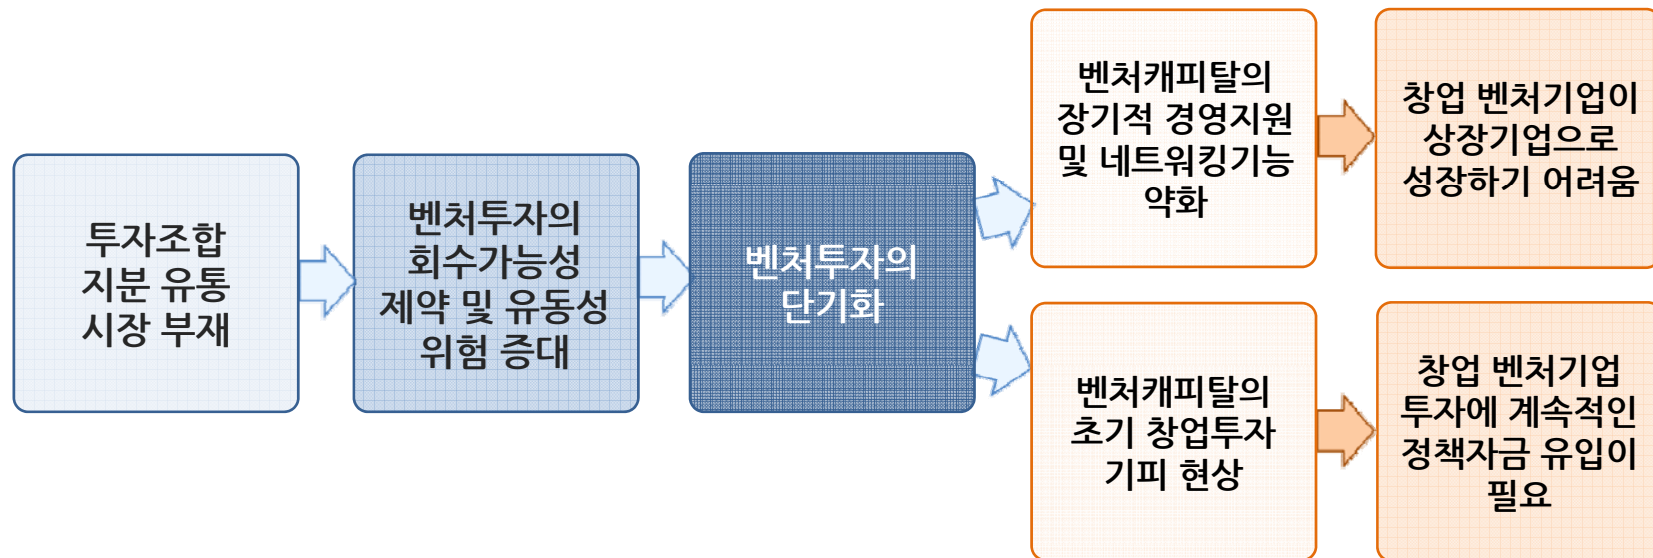 투자조합
지분 유통
시장 부재
벤처투자의
회수가능성
제약 및 유동성
위험 증대
벤처투자의
단기화
벤처캐피탈의
장기적 경영지원
및 네트워킹기능
약화
창업 벤처기업이
상장기업으로
성장하기 어려움
벤처캐피탈의
초기 창업투자
기피 현상
창업 벤처기업
투자에 계속적인
정책자금 유입이
필요